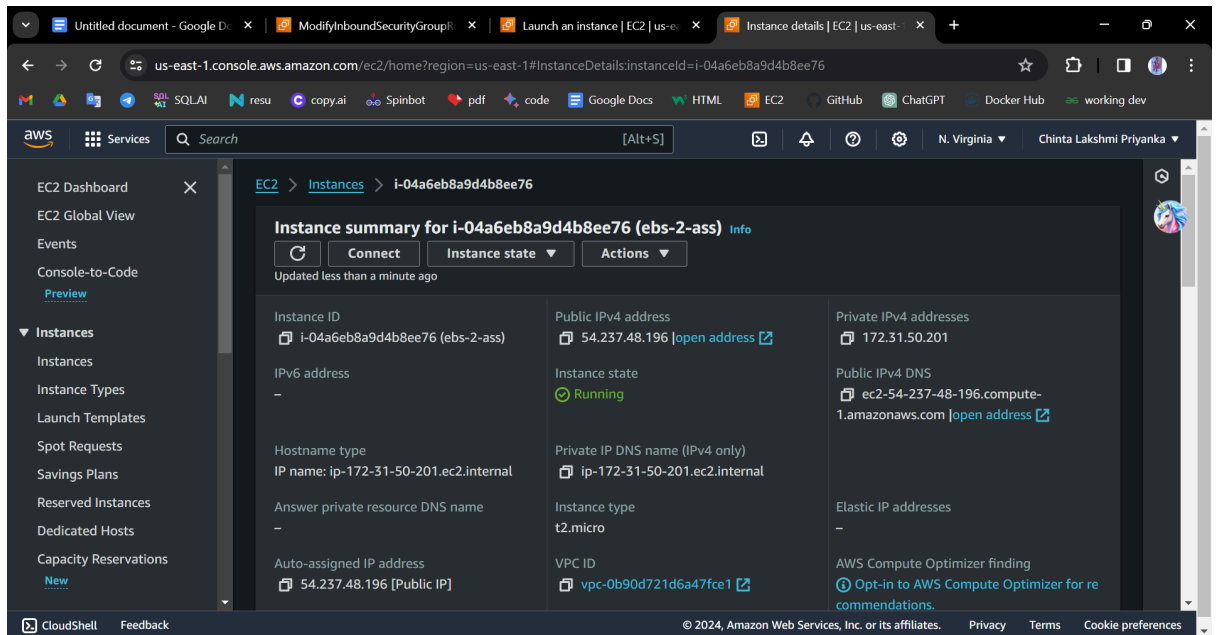 Untitled document - Google Do
ModifyInboundSecurityGroupR
Launch an instance | EC2 | us-ea
Instance details | EC2 | us-east-1
us-east-1.console.aws.amazon.com/ec2/home?region=us-east-1#InstanceDetails:instanceId=i-04a6eb8a9d4b8ee76
SQL.AI resu copy.ai Spinbot pdf code Google Docs HTML EC2 GitHub ChatGPT Docker Hub working dev
aws Services Search [Alt+S] N. Virginia ▼ Chinta Lakshmi Priyanka ▼
EC2 Dashboard
EC2 Global View
Events
Console-to-Code
Preview
▼ Instances
Instances
Instance Types
Launch Templates
Spot Requests
Savings Plans
Reserved Instances
Dedicated Hosts
Capacity Reservations
New
EC2 > Instances > i-04a6eb8a9d4b8ee76
Instance summary for i-04a6eb8a9d4b8ee76 (ebs-2-ass) Info
Connect Instance state ▼ Actions ▼
Updated less than a minute ago
Instance ID
i-04a6eb8a9d4b8ee76 (ebs-2-ass)
Public IPv4 address
54.237.48.196 |open address
Private IPv4 addresses
172.31.50.201
IPv6 address
–
Instance state
Running
Public IPv4 DNS
ec2-54-237-48-196.compute-
1.amazonaws.com |open address
Hostname type
IP name: ip-172-31-50-201.ec2.internal
Private IP DNS name (IPv4 only)
ip-172-31-50-201.ec2.internal
Answer private resource DNS name
–
Instance type
t2.micro
Elastic IP addresses
–
Auto-assigned IP address
54.237.48.196 [Public IP]
VPC ID
vpc-0b90d721d6a47fce1
AWS Compute Optimizer finding
Opt-in to AWS Compute Optimizer for re
commendations.
CloudShell Feedback © 2024, Amazon Web Services, Inc. or its affiliates. Privacy Terms Cookie preferences